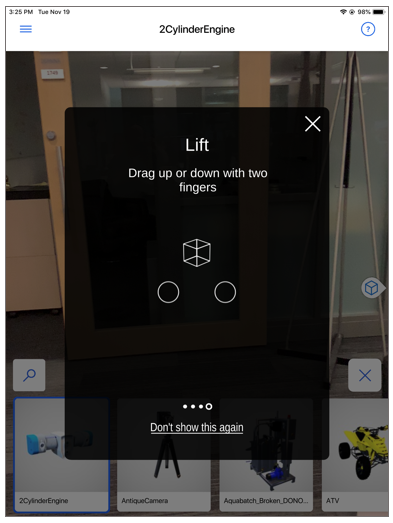 3:25 PM Tue Nov 19 98%
2CylinderEngine
?
Lift
Drag up or down with two
fingers
Don't show this again
2CylinderEngine
AntiqueCamera
Aquabatch_Broken_DONO...
ATV